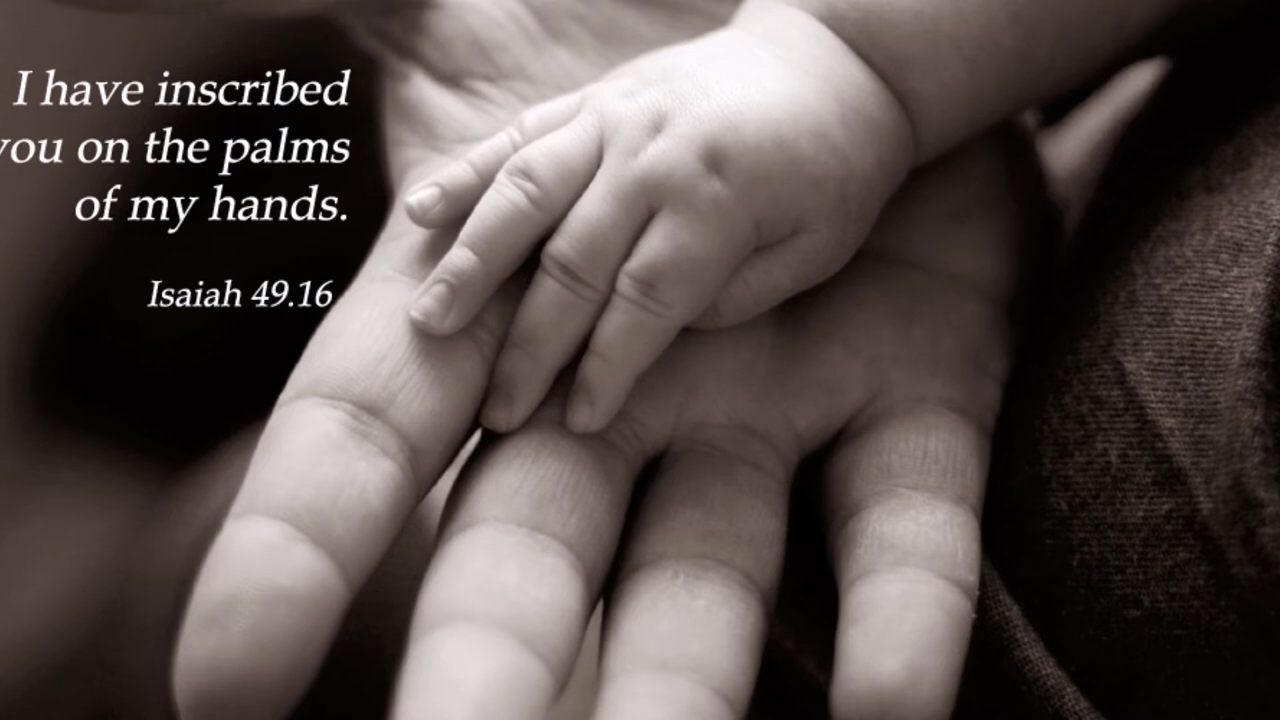 I have inscribed
you on the palms
of my hands.
Isaiah 49.16